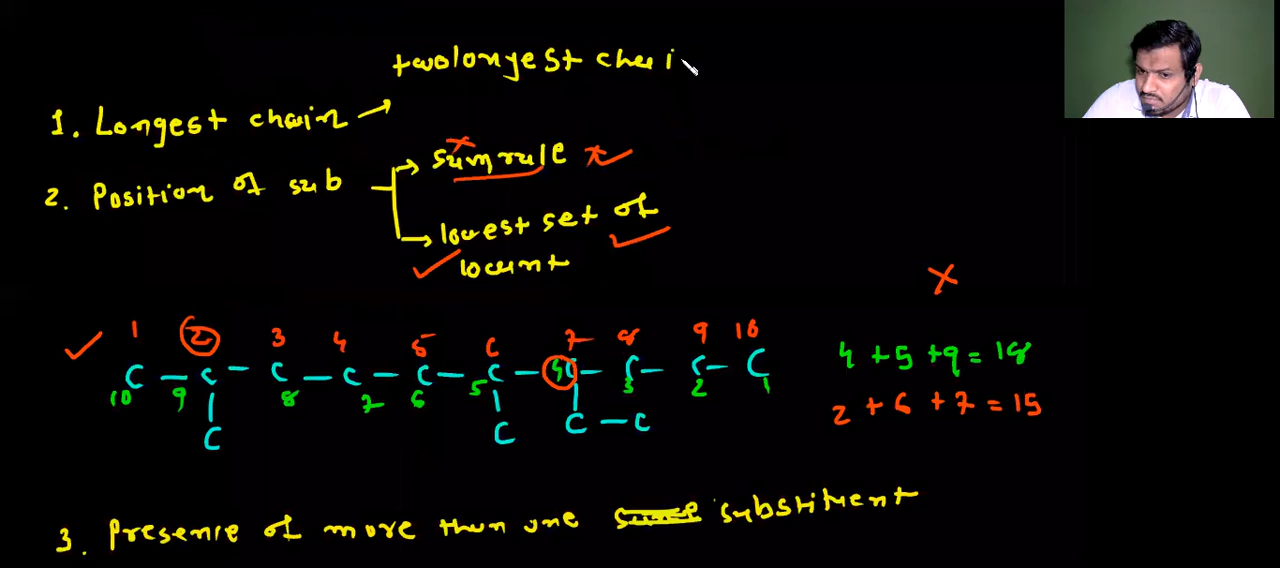 two longest chai
1. Longest chain →
2. Position of sub
→ sum rule
→ lowest set of
locant
1 2 3 4 5 6 7 8 9 10
C – C – C – C – C – C – C – C – C – C
10 9 8 7 6 5 4 3 2 1
C C C – C
4 + 5 + 9 = 18
2 + 6 + 7 = 15
3. Presence of more than one substituent